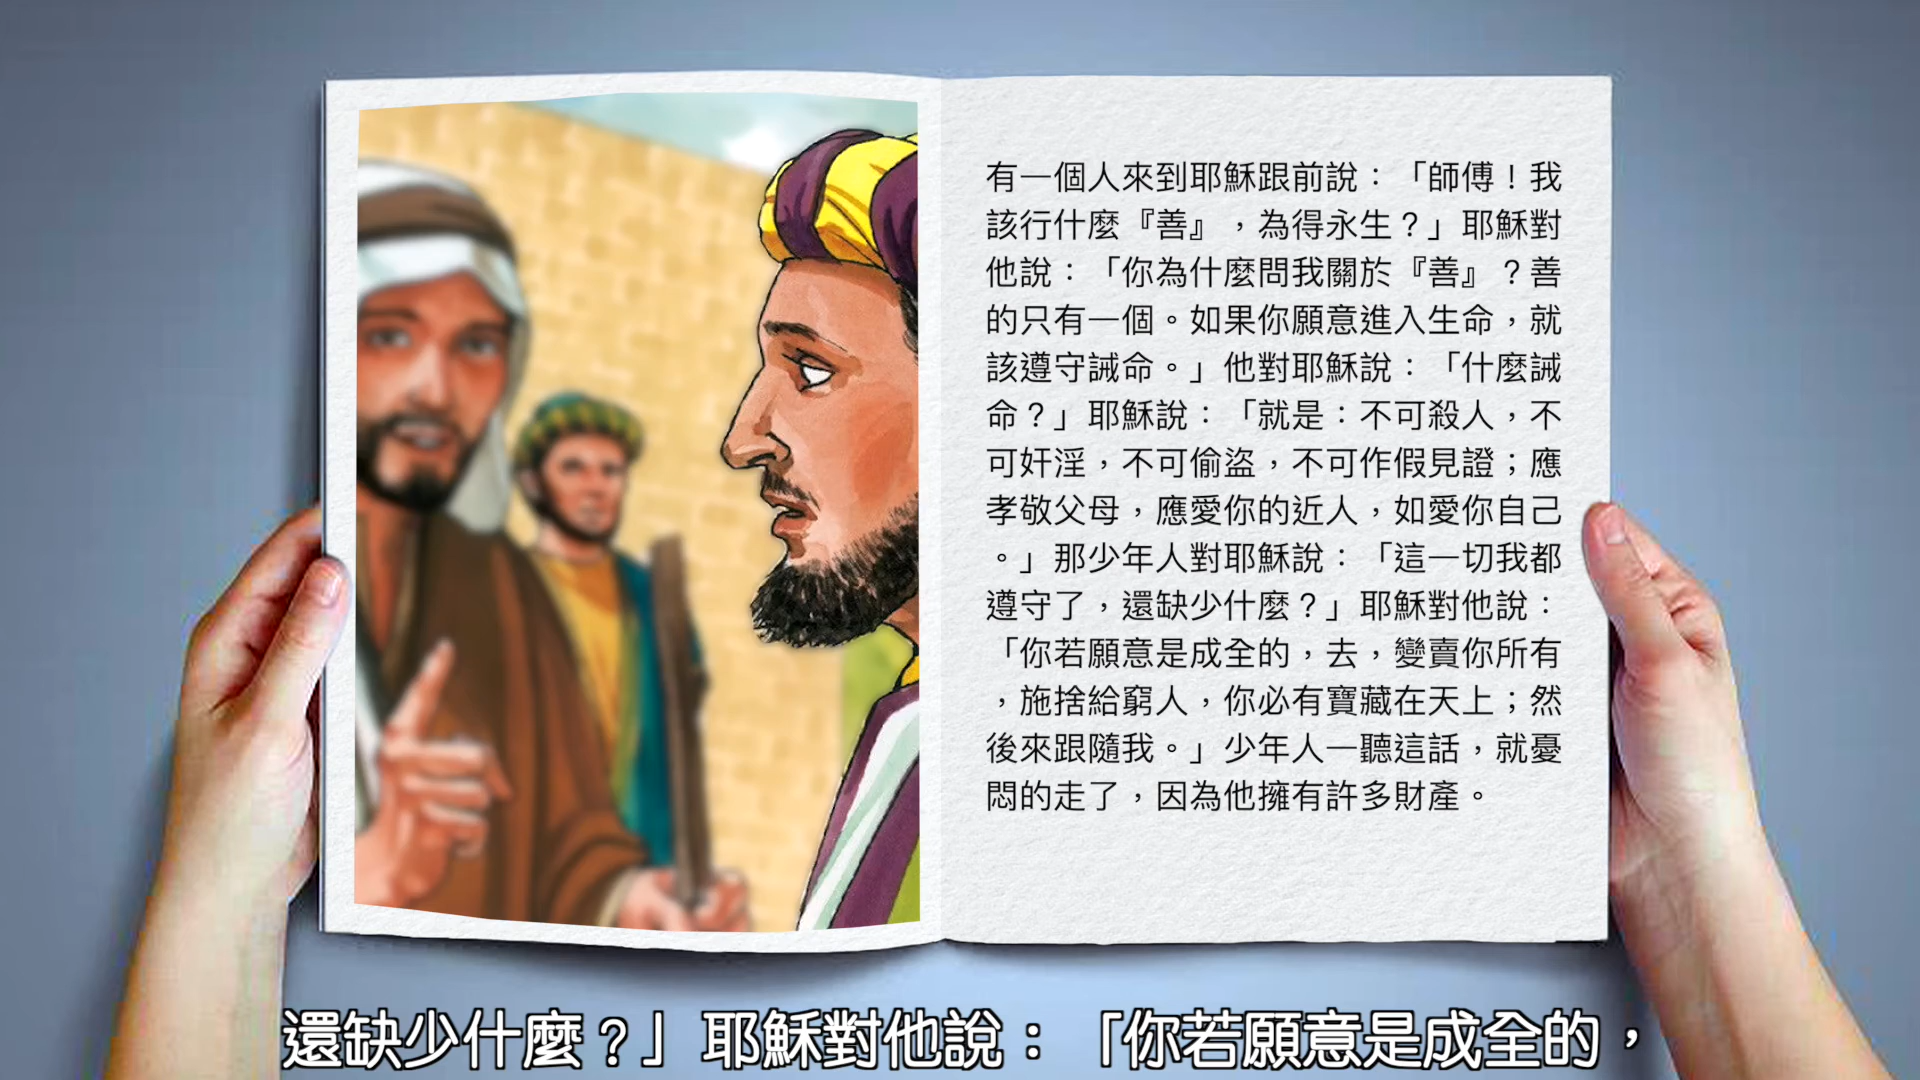 有一個人來到耶穌跟前說：「師傅！我
該行什麼『善』，為得永生？」耶穌對
他說：「你為什麼問我關於『善』？善
的只有一個。如果你願意進入生命，就
該遵守誡命。」他對耶穌說：「什麼誡
命？」耶穌說：「就是：不可殺人，不
可奸淫，不可偷盜，不可作假見證；應
孝敬父母，應愛你的近人，如愛你自己
。」那少年人對耶穌說：「這一切我都
遵守了，還缺少什麼？」耶穌對他說：
「你若願意是成全的，去，變賣你所有
，施捨給窮人，你必有寶藏在天上；然
後來跟隨我。」少年人一聽這話，就憂
悶的走了，因為他擁有許多財產。
還缺少什麼？」耶穌對他說：「你若願意是成全的，